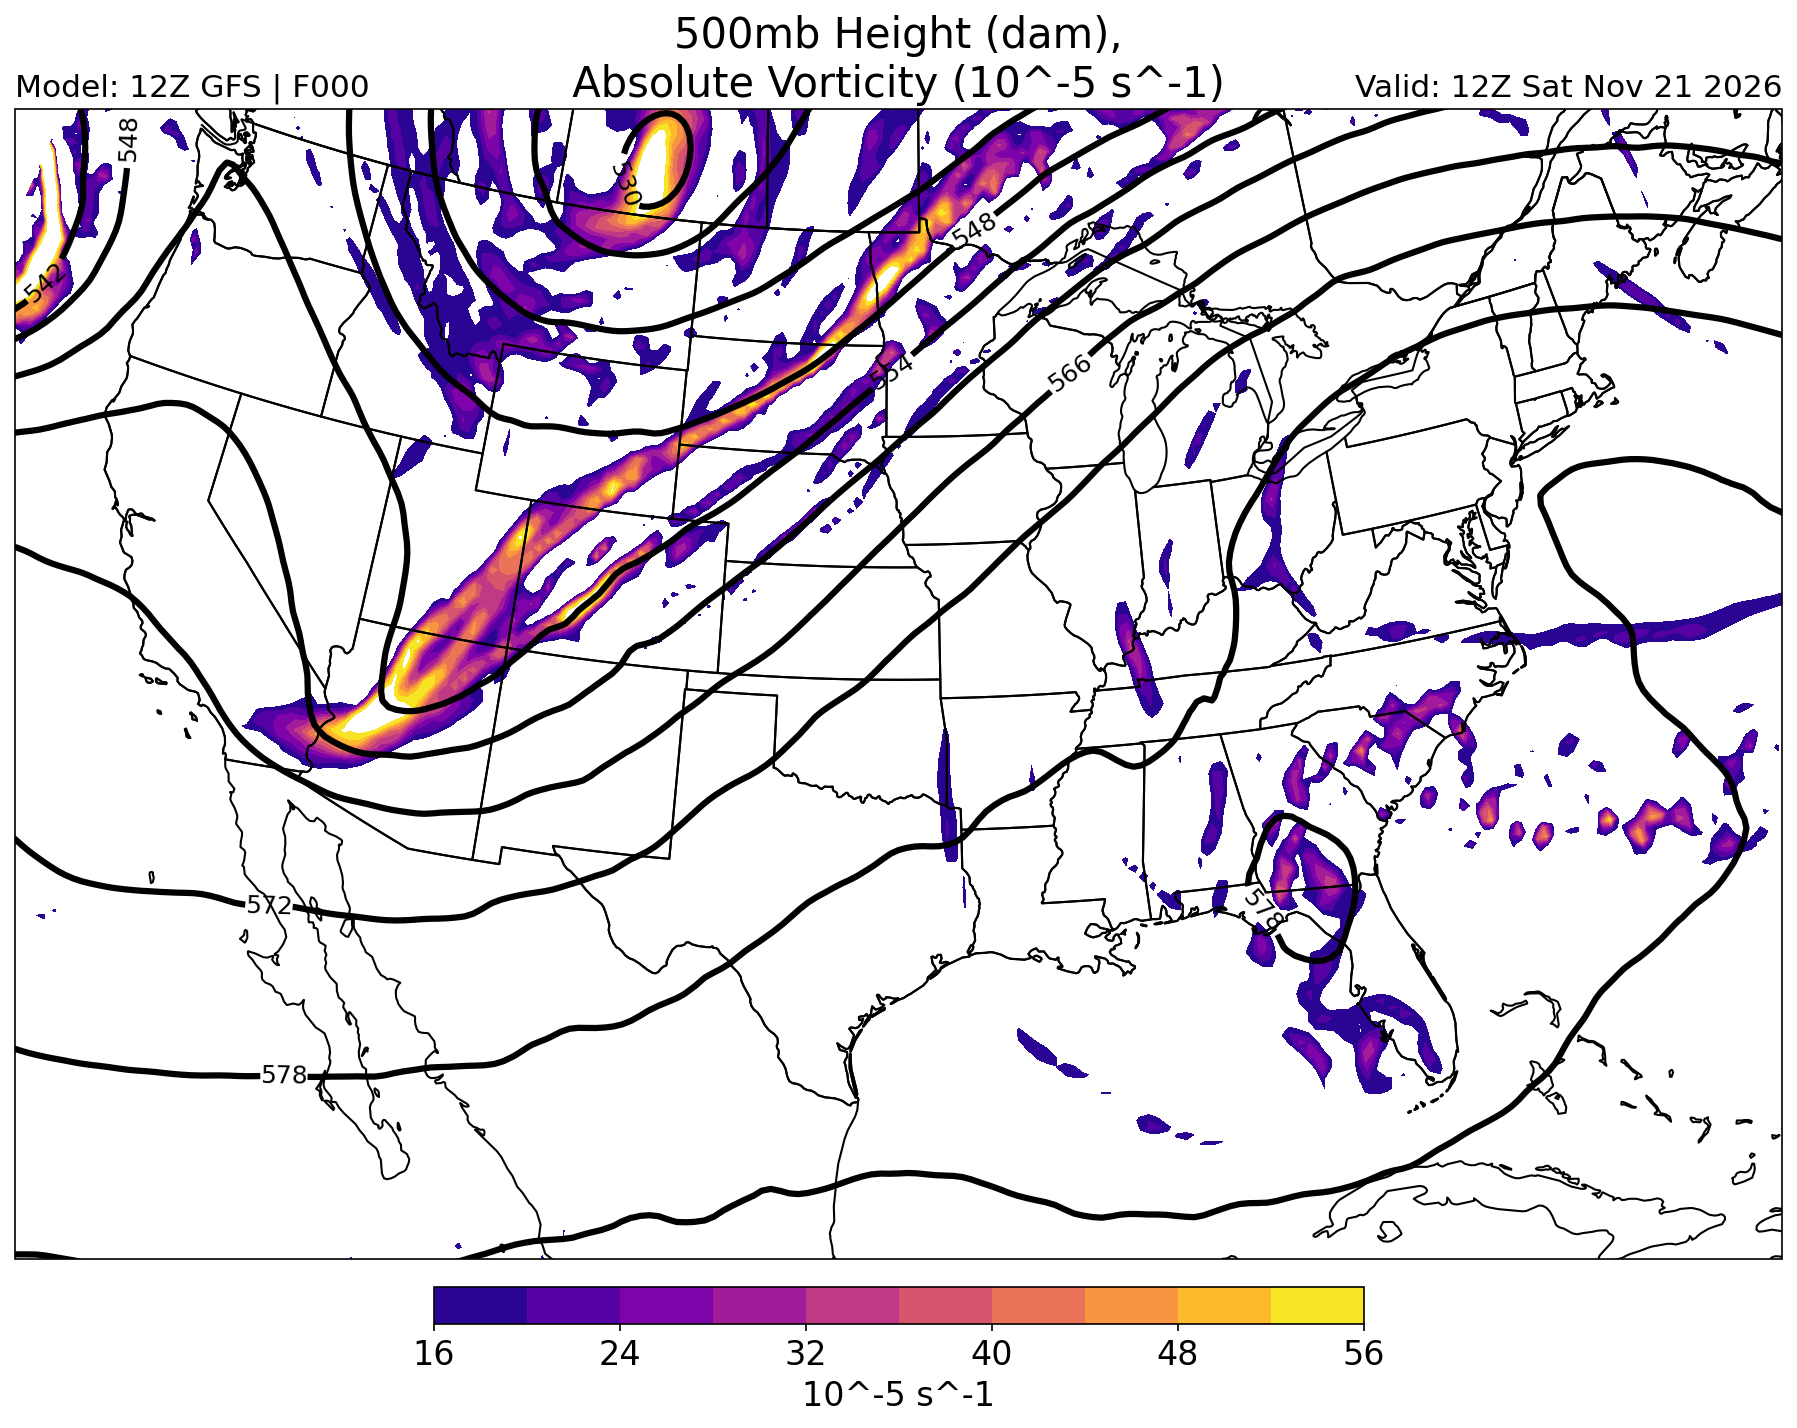 500mb Height (dam),
Absolute Vorticity (10^-5 s^-1)
Model: 12Z GFS | F000
Valid: 12Z Sat Nov 21 2026
548
530
542
548
554
566
572
578
578
16 24 32 40 48 56
10^-5 s^-1